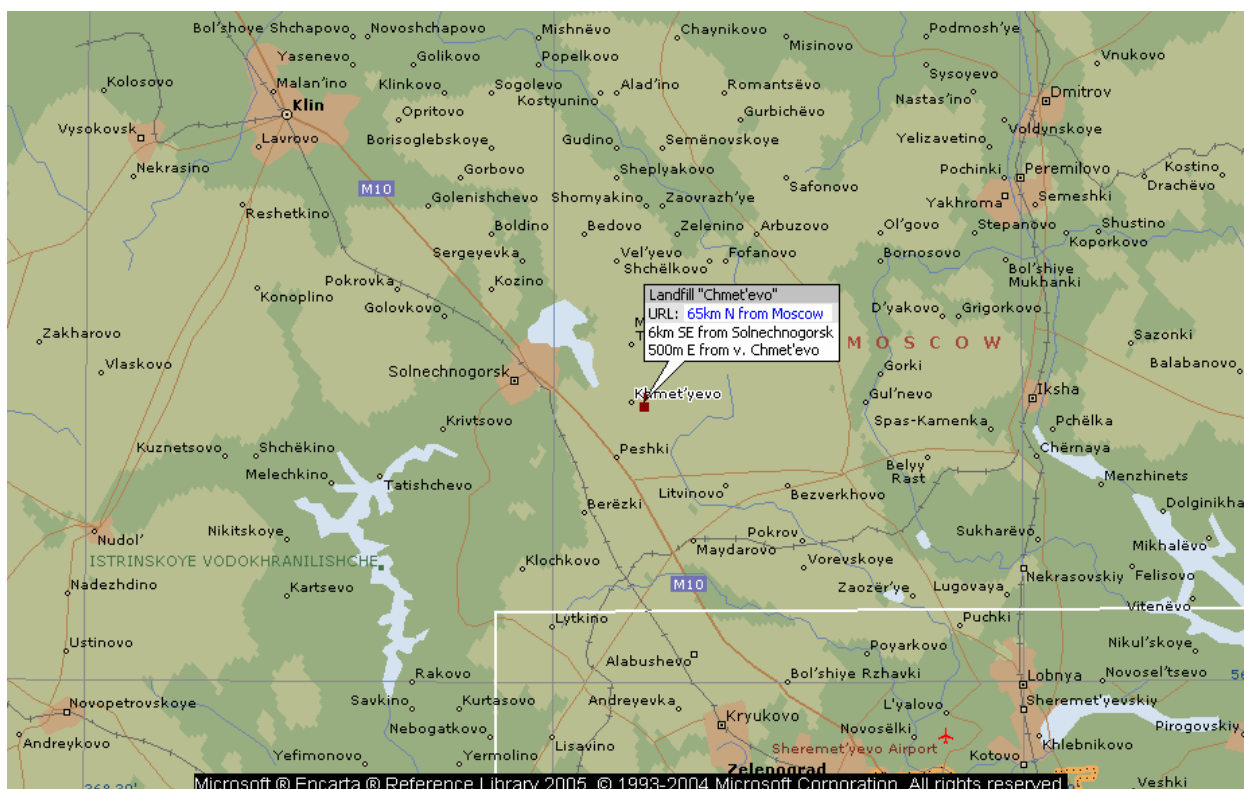 Bol'shoye Shchapovo
Novoshchapovo
Mishnëvo
Chaynikovo
Podmosh'ye
Misinovo
Vnukovo
Yasenevo
Golikovo
Popelkovo
Sysoyevo
Kolosovo
Malan'ino
Klinkovo
Sogolevo
Alad'ino
Romantsëvo
Dmitrov
Kostyunino
Nastas'ino
Klin
Opritovo
Gurbichëvo
Vysokovsk
Voldynskoye
Lavrovo
Borisoglebskoye
Gudino
Semënovskoye
Yelizavetino
Nekrasino
Gorbovo
Sheplyakovo
Pochinki
Peremilovo
Kostino
M10
Safonovo
Drachëvo
Reshetkino
Golenishchevo
Shomyakino
Zaovrazh'ye
Yakhroma
Semeshki
Boldino
Bedovo
Zelenino
Arbuzovo
Ol'govo
Stepanovo
Shustino
Koporkovo
Sergeyevka
Vel'yevo
Fofanovo
Bornosovo
Shchëlkovo
Bol'shiye
Mukhanki
Pokrovka
Kozino
Konoplino
Golovkovo
Landfill "Chmet'evo"
URL: 65km N from Moscow
6km SE from Solnechnogorsk
500m E from v. Chmet'evo
D'yakovo
Grigorkovo
M
T
Zakharovo
MOSCOW
Sazonki
Vlaskovo
Balabanovo
Solnechnogorsk
Gorki
Khmet'yevo
Gul'nevo
Iksha
Krivtsovo
Spas-Kamenka
Pchëlka
Kuznetsovo
Shchëkino
Peshki
Chërnaya
Melechkino
Belyy
Rast
Menzhinets
Tatishchevo
Litvinovo
Bezverkhovo
Berëzki
Dolginikha
Nudol'
Nikitskoye
Pokrov
Sukharëvo
Mikhalëvo
Maydarovo
ISTRINSKOYE VODOKHRANILISHCHE
Klochkovo
Vorevskoye
Nadezhdino
Kartsevo
M10
Zaozër'ye
Lugovaya
Nekrasovskiy
Felisovo
Vitenëvo
Lytkino
Puchki
Ustinovo
Poyarkovo
Nikul'skoye
Alabushevo
Rakovo
Bol'shiye Rzhavki
Lobnya
Novosel'tsevo
56
Novopetrovskoye
Savkino
Kurtasovo
Andreyevka
L'yalovo
Sheremet'yevskiy
Nebogatkovo
Kryukovo
Novosëlki
Pirogovskiy
Andreykovo
Yefimonovo
Yermolino
Lisavino
Sheremet'yevo Airport
Kotovo
Khlebnikovo
Zelenograd
Veshki
36° 30'
Microsoft ® Encarta ® Reference Library 2005. © 1993-2004 Microsoft Corporation. All rights reserved.